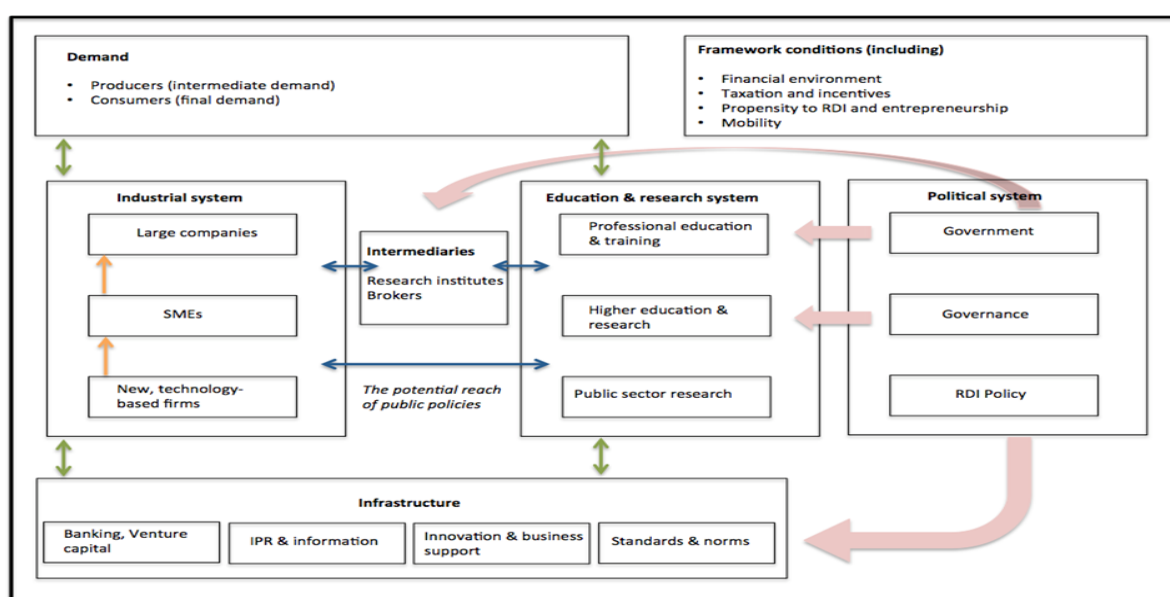 Demand
• Producers (intermediate demand)
• Consumers (final demand)
Framework conditions (including)
• Financial environment
• Taxation and incentives
• Propensity to RDI and entrepreneurship
• Mobility
Industrial system
Large companies
SMEs
New, technology-
based firms
Intermediaries
Research institutes
Brokers
The potential reach
of public policies
Education & research system
Professional education
& training
Higher education &
research
Public sector research
Political system
Government
Governance
RDI Policy
Infrastructure
Banking, Venture
capital
IPR & information
Innovation & business
support
Standards & norms